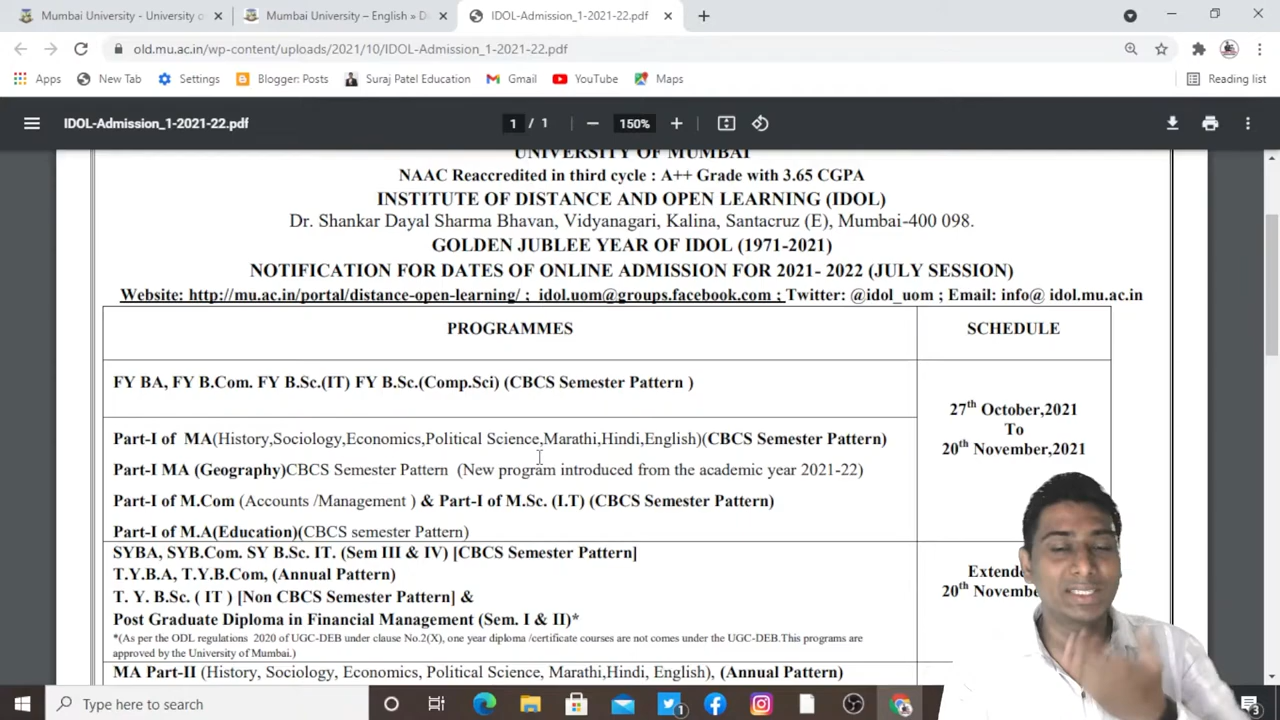 Mumbai University - University o
Mumbai University – English » D
IDOL-Admission_1-2021-22.pdf
old.mu.ac.in/wp-content/uploads/2021/10/IDOL-Admission_1-2021-22.pdf
Apps
New Tab
Settings
Blogger: Posts
Suraj Patel Education
Gmail
YouTube
Maps
Reading list
IDOL-Admission_1-2021-22.pdf
1 / 1
150%
UNIVERSITY OF MUMBAI
NAAC Reaccredited in third cycle : A++ Grade with 3.65 CGPA
INSTITUTE OF DISTANCE AND OPEN LEARNING (IDOL)
Dr. Shankar Dayal Sharma Bhavan, Vidyanagari, Kalina, Santacruz (E), Mumbai-400 098.
GOLDEN JUBLEE YEAR OF IDOL (1971-2021)
NOTIFICATION FOR DATES OF ONLINE ADMISSION FOR 2021- 2022 (JULY SESSION)
Website: http://mu.ac.in/portal/distance-open-learning/ ; idol.uom@groups.facebook.com ; Twitter: @idol_uom ; Email: info@ idol.mu.ac.in
PROGRAMMES
SCHEDULE
FY BA, FY B.Com. FY B.Sc.(IT) FY B.Sc.(Comp.Sci) (CBCS Semester Pattern )
27th October,2021
To
20th November,2021
Part-I of MA(History,Sociology,Economics,Political Science,Marathi,Hindi,English)(CBCS Semester Pattern)
Part-I MA (Geography)CBCS Semester Pattern (New program introduced from the academic year 2021-22)
Part-I of M.Com (Accounts /Management ) & Part-I of M.Sc. (I.T) (CBCS Semester Pattern)
Part-I of M.A(Education)(CBCS semester Pattern)
SYBA, SYB.Com. SY B.Sc. IT. (Sem III & IV) [CBCS Semester Pattern]
T.Y.B.A, T.Y.B.Com, (Annual Pattern)
T. Y. B.Sc. ( IT ) [Non CBCS Semester Pattern] &
Post Graduate Diploma in Financial Management (Sem. I & II)*
*(As per the ODL regulations 2020 of UGC-DEB under clause No.2(X), one year diploma /certificate courses are not comes under the UGC-DEB.This programs are
approved by the University of Mumbai.)
20th
MA Part-II (History, Sociology, Economics, Political Science, Marathi,Hindi, English), (Annual Pattern)
Type here to search
1
3